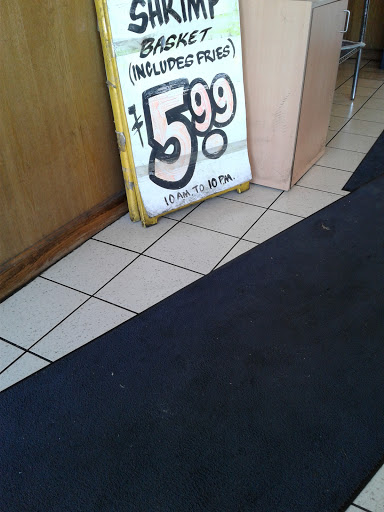 SHRIMP
BASKET
(INCLUDES FRIES)
$5.99
10 AM. TO 10 PM.